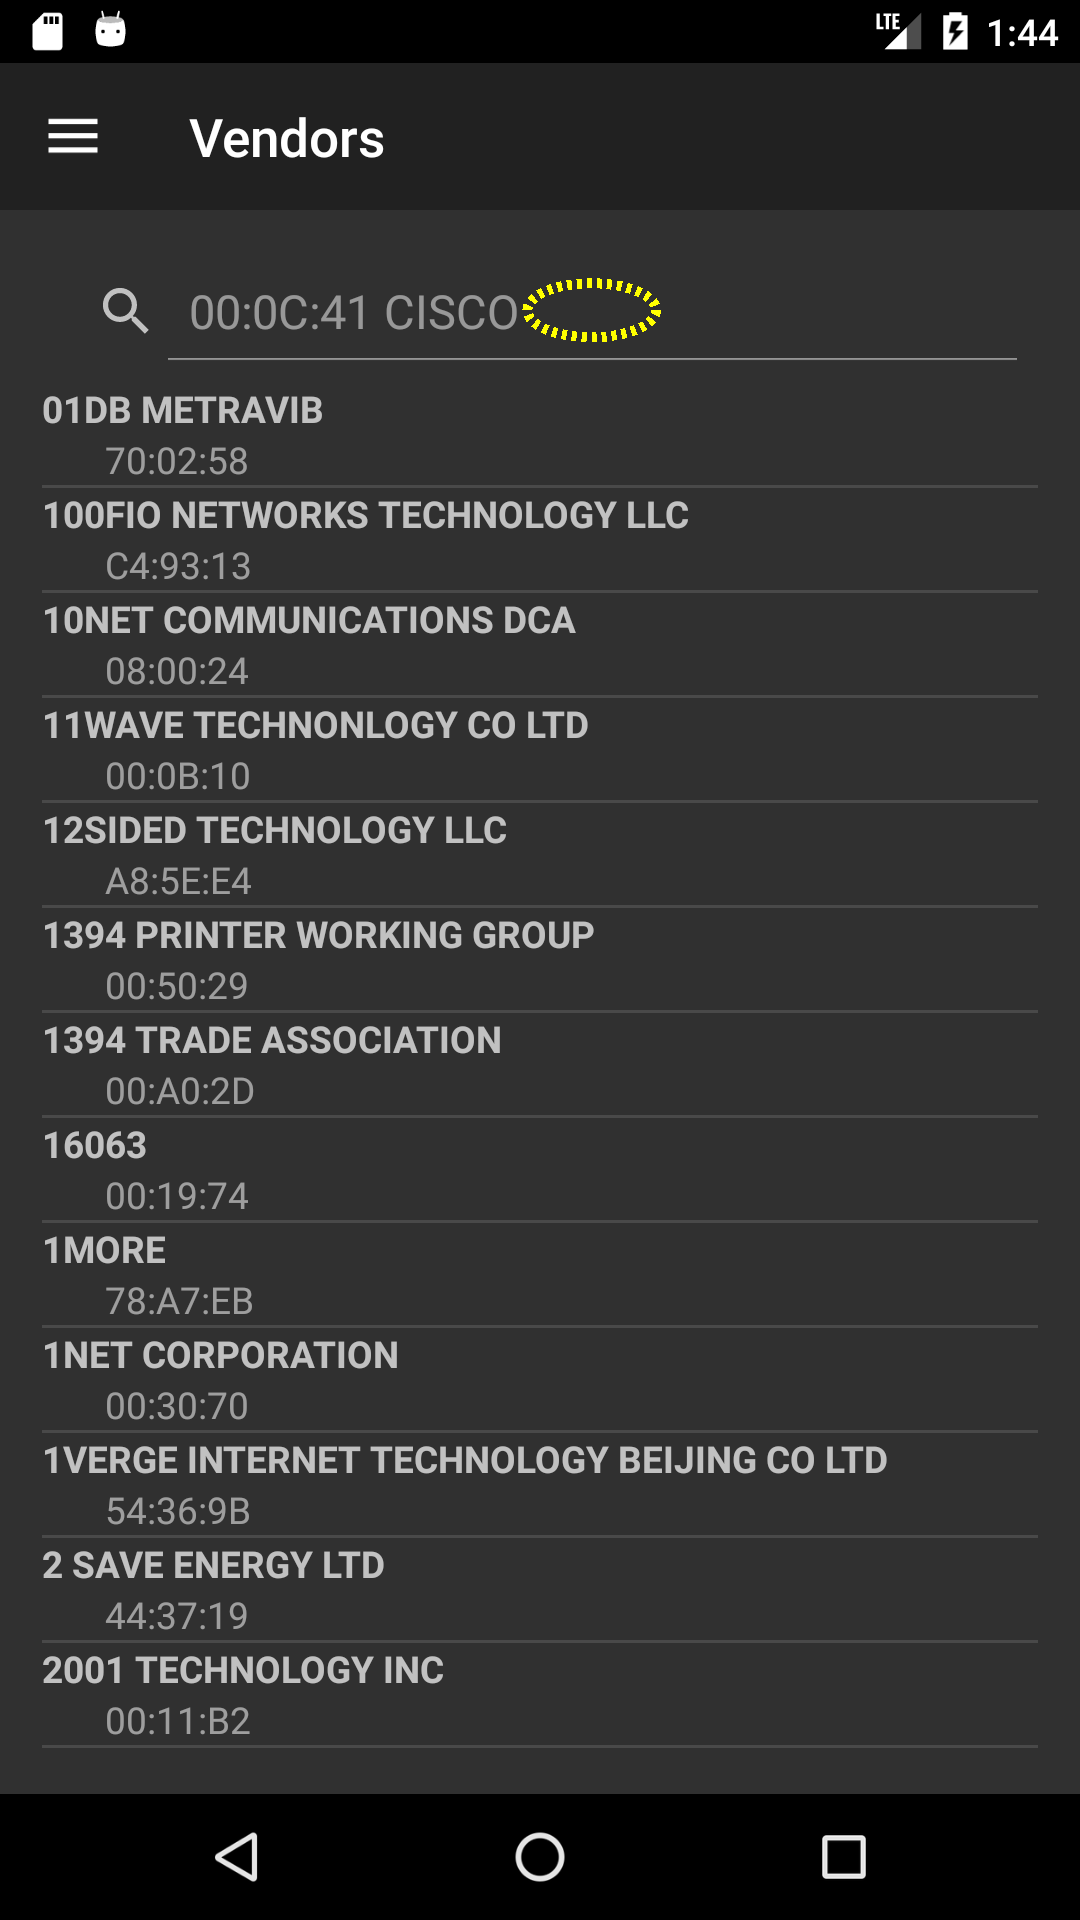 LTE 1:44
Vendors
00:0C:41 CISCO
01DB METRAVIB
70:02:58
100FIO NETWORKS TECHNOLOGY LLC
C4:93:13
10NET COMMUNICATIONS DCA
08:00:24
11WAVE TECHNONLOGY CO LTD
00:0B:10
12SIDED TECHNOLOGY LLC
A8:5E:E4
1394 PRINTER WORKING GROUP
00:50:29
1394 TRADE ASSOCIATION
00:A0:2D
16063
00:19:74
1MORE
78:A7:EB
1NET CORPORATION
00:30:70
1VERGE INTERNET TECHNOLOGY BEIJING CO LTD
54:36:9B
2 SAVE ENERGY LTD
44:37:19
2001 TECHNOLOGY INC
00:11:B2